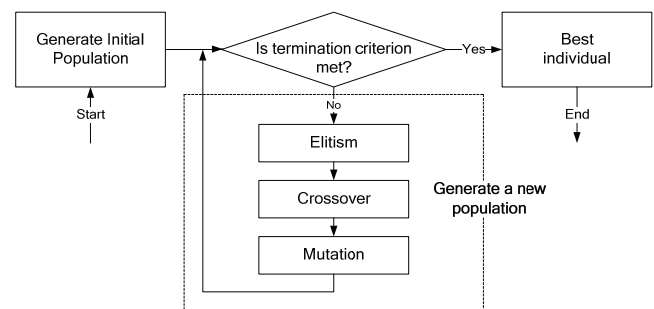 Generate Initial
Population
Is termination criterion
met?
Yes
Best
individual
Start
No
End
Elitism
Crossover
Generate a new
population
Mutation